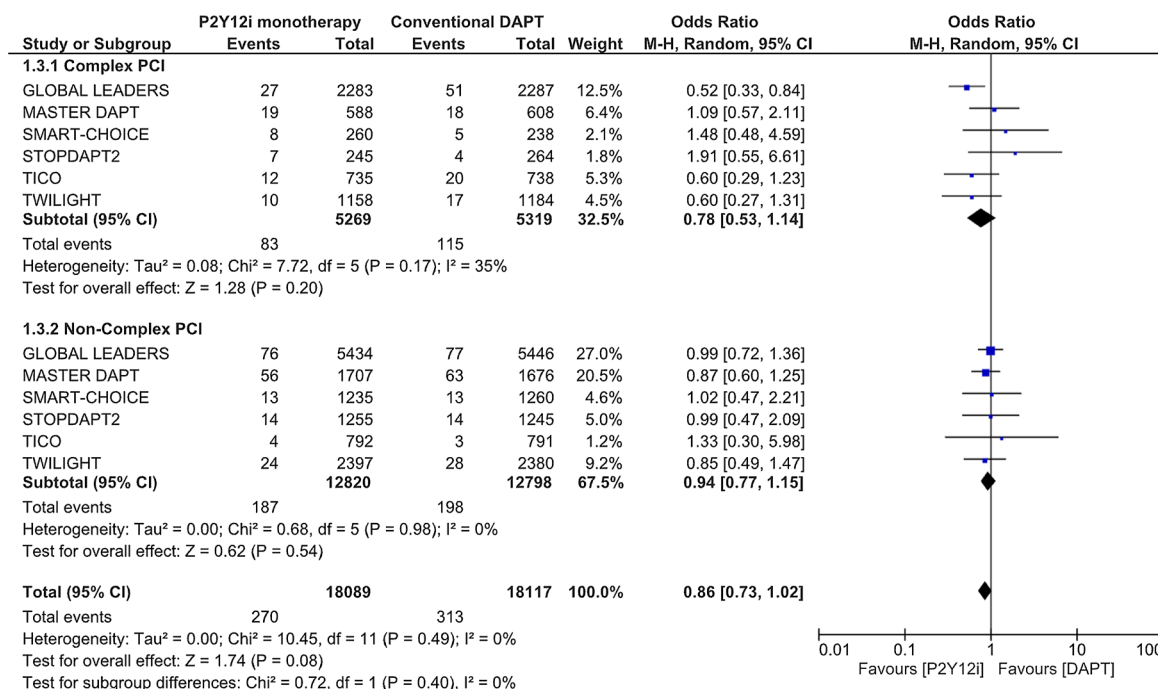 P2Y12i monotherapy Conventional DAPT Odds Ratio Odds Ratio
Study or Subgroup Events Total Events Total Weight M-H, Random, 95% CI M-H, Random, 95% CI
1.3.1 Complex PCI
GLOBAL LEADERS 27 2283 51 2287 12.5% 0.52 [0.33, 0.84]
MASTER DAPT 19 588 18 608 6.4% 1.09 [0.57, 2.11]
SMART-CHOICE 8 260 5 238 2.1% 1.48 [0.48, 4.59]
STOPDAPT2 7 245 4 264 1.8% 1.91 [0.55, 6.61]
TICO 12 735 20 738 5.3% 0.60 [0.29, 1.23]
TWILIGHT 10 1158 17 1184 4.5% 0.60 [0.27, 1.31]
Subtotal (95% CI) 5269 5319 32.5% 0.78 [0.53, 1.14]
Total events 83 115
Heterogeneity: Tau² = 0.08; Chi² = 7.72, df = 5 (P = 0.17); I² = 35%
Test for overall effect: Z = 1.28 (P = 0.20)
1.3.2 Non-Complex PCI
GLOBAL LEADERS 76 5434 77 5446 27.0% 0.99 [0.72, 1.36]
MASTER DAPT 56 1707 63 1676 20.5% 0.87 [0.60, 1.25]
SMART-CHOICE 13 1235 13 1260 4.6% 1.02 [0.47, 2.21]
STOPDAPT2 14 1255 14 1245 5.0% 0.99 [0.47, 2.09]
TICO 4 792 3 791 1.2% 1.33 [0.30, 5.98]
TWILIGHT 24 2397 28 2380 9.2% 0.85 [0.49, 1.47]
Subtotal (95% CI) 12820 12798 67.5% 0.94 [0.77, 1.15]
Total events 187 198
Heterogeneity: Tau² = 0.00; Chi² = 0.68, df = 5 (P = 0.98); I² = 0%
Test for overall effect: Z = 0.62 (P = 0.54)
Total (95% CI) 18089 18117 100.0% 0.86 [0.73, 1.02]
Total events 270 313
Heterogeneity: Tau² = 0.00; Chi² = 10.45, df = 11 (P = 0.49); I² = 0%
Test for overall effect: Z = 1.74 (P = 0.08)
Test for subgroup differences: Chi² = 0.72, df = 1 (P = 0.40), I² = 0%
0.01 0.1 1 10 100
Favours [P2Y12i] Favours [DAPT]